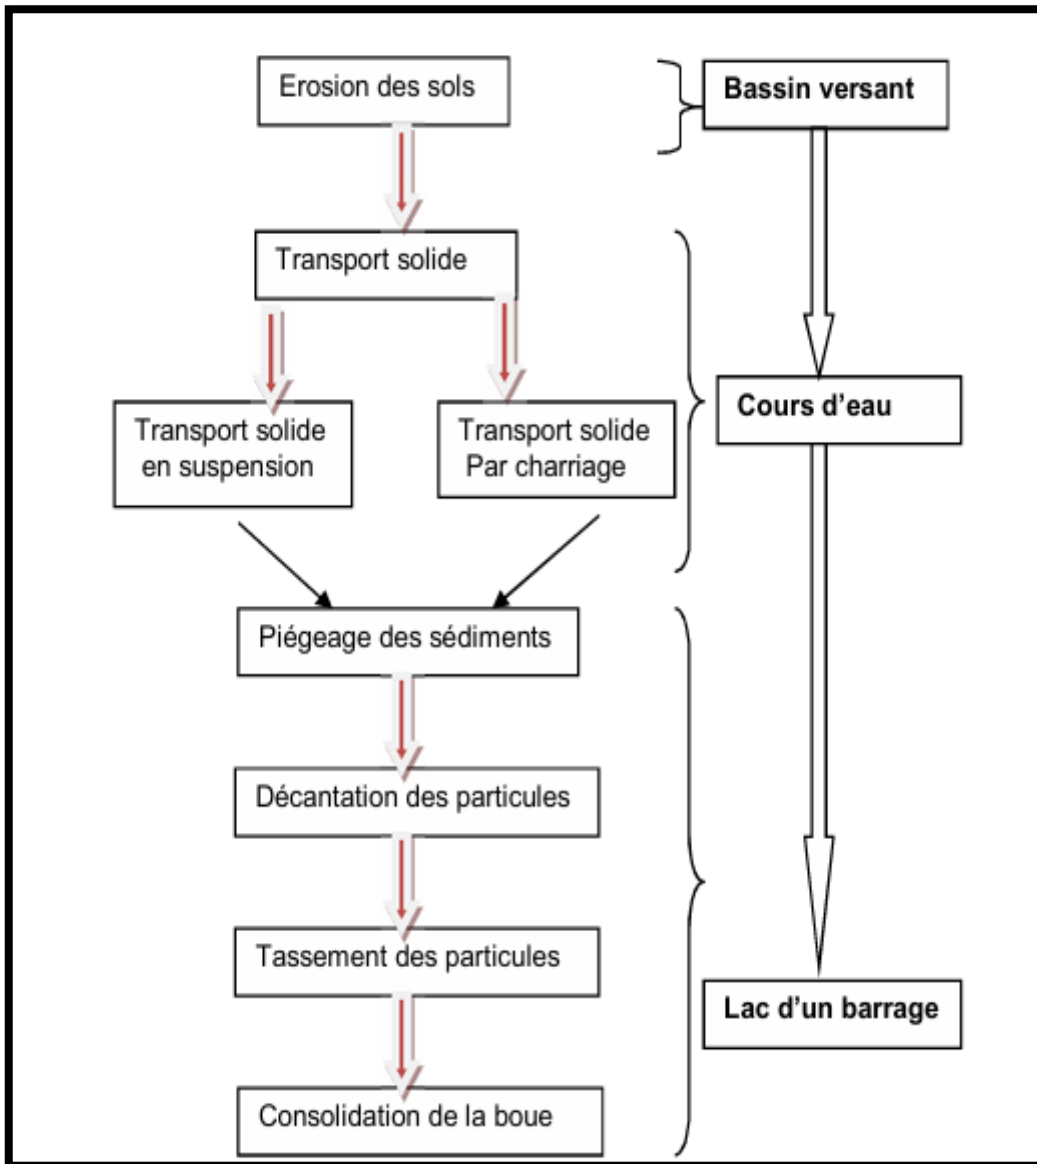 Erosion des sols
Bassin versant
Transport solide
Transport solide
en suspension
Transport solide
Par charriage
Cours d'eau
Piégeage des sédiments
Décantation des particules
Tassement des particules
Lac d'un barrage
Consolidation de la boue